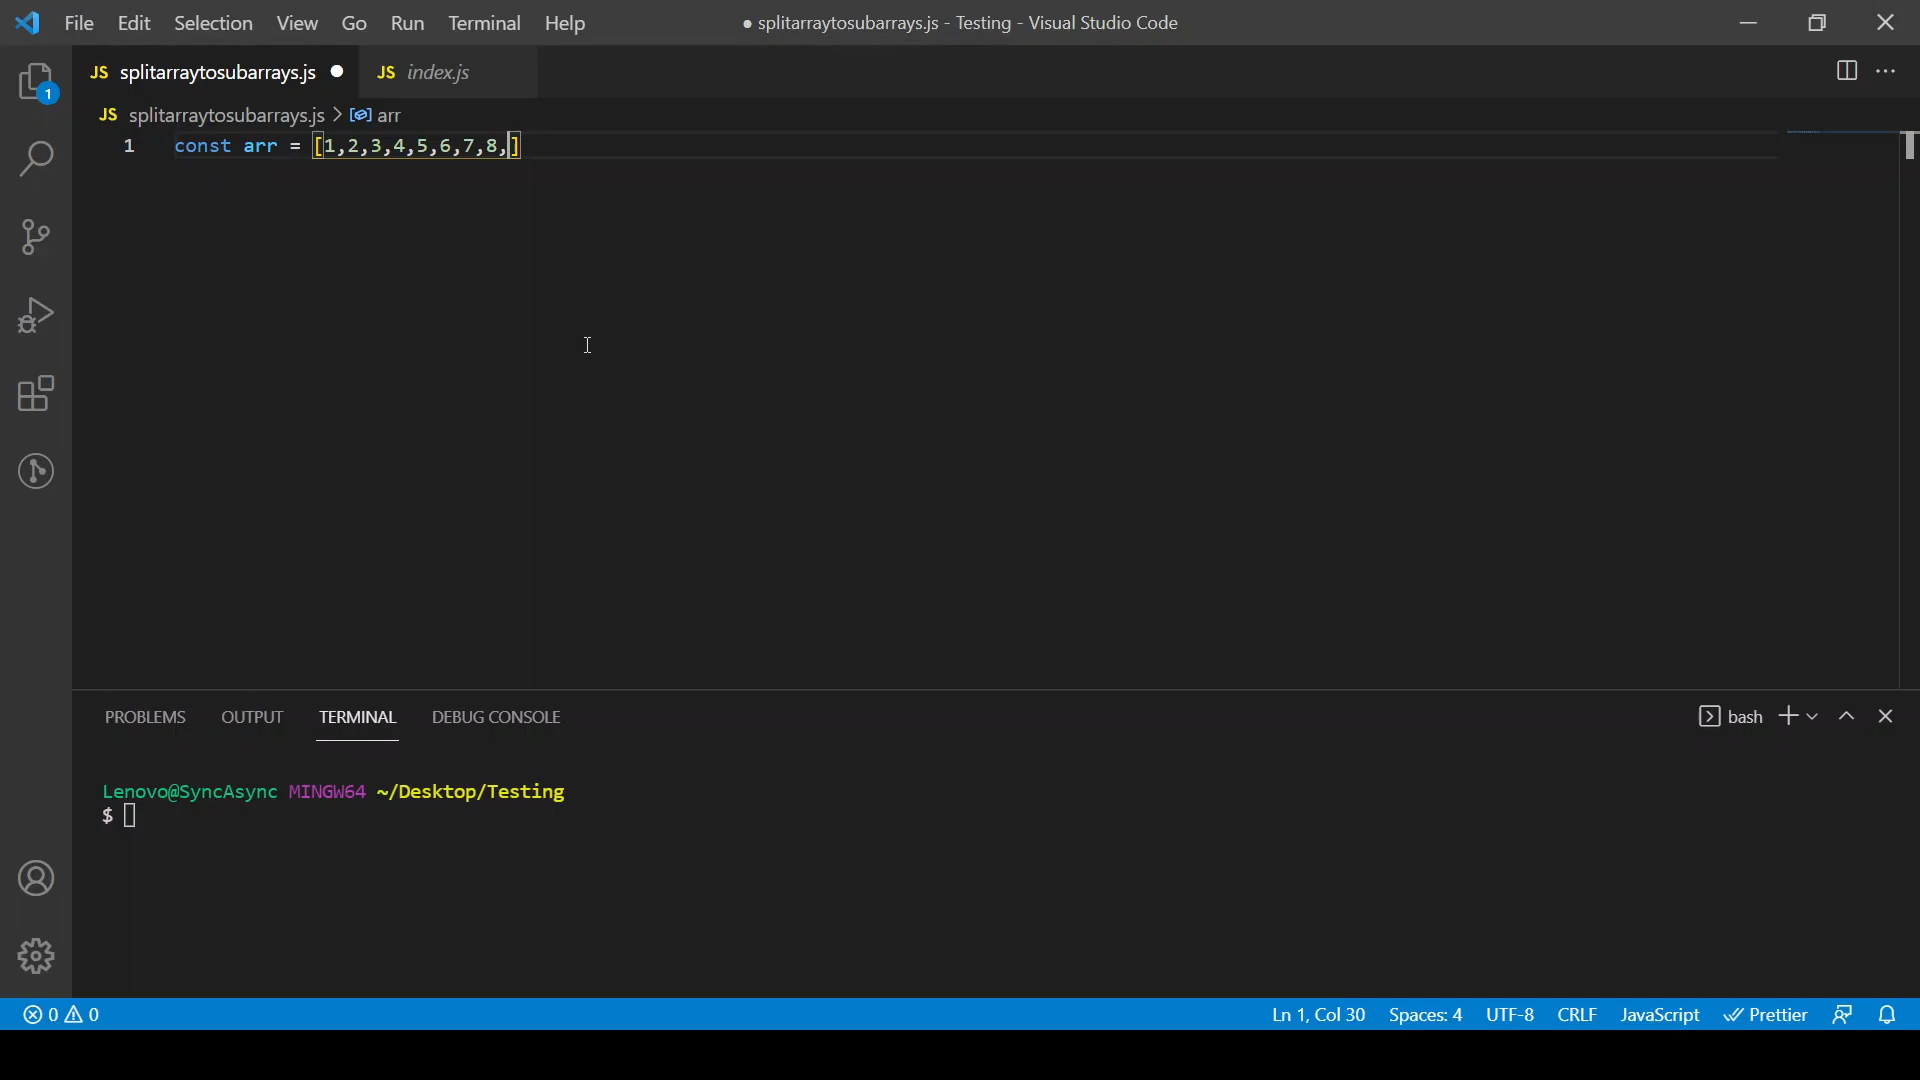 File Edit Selection View Go Run Terminal Help ● splitarraytosubarrays.js - Testing - Visual Studio Code
JS splitarraytosubarrays.js ● JS index.js
1
JS splitarraytosubarrays.js > arr
1 const arr = [1,2,3,4,5,6,7,8,]
PROBLEMS OUTPUT TERMINAL DEBUG CONSOLE bash
Lenovo@SyncAsync MINGW64 ~/Desktop/Testing
$
0 0 Ln 1, Col 30 Spaces: 4 UTF-8 CRLF JavaScript Prettier